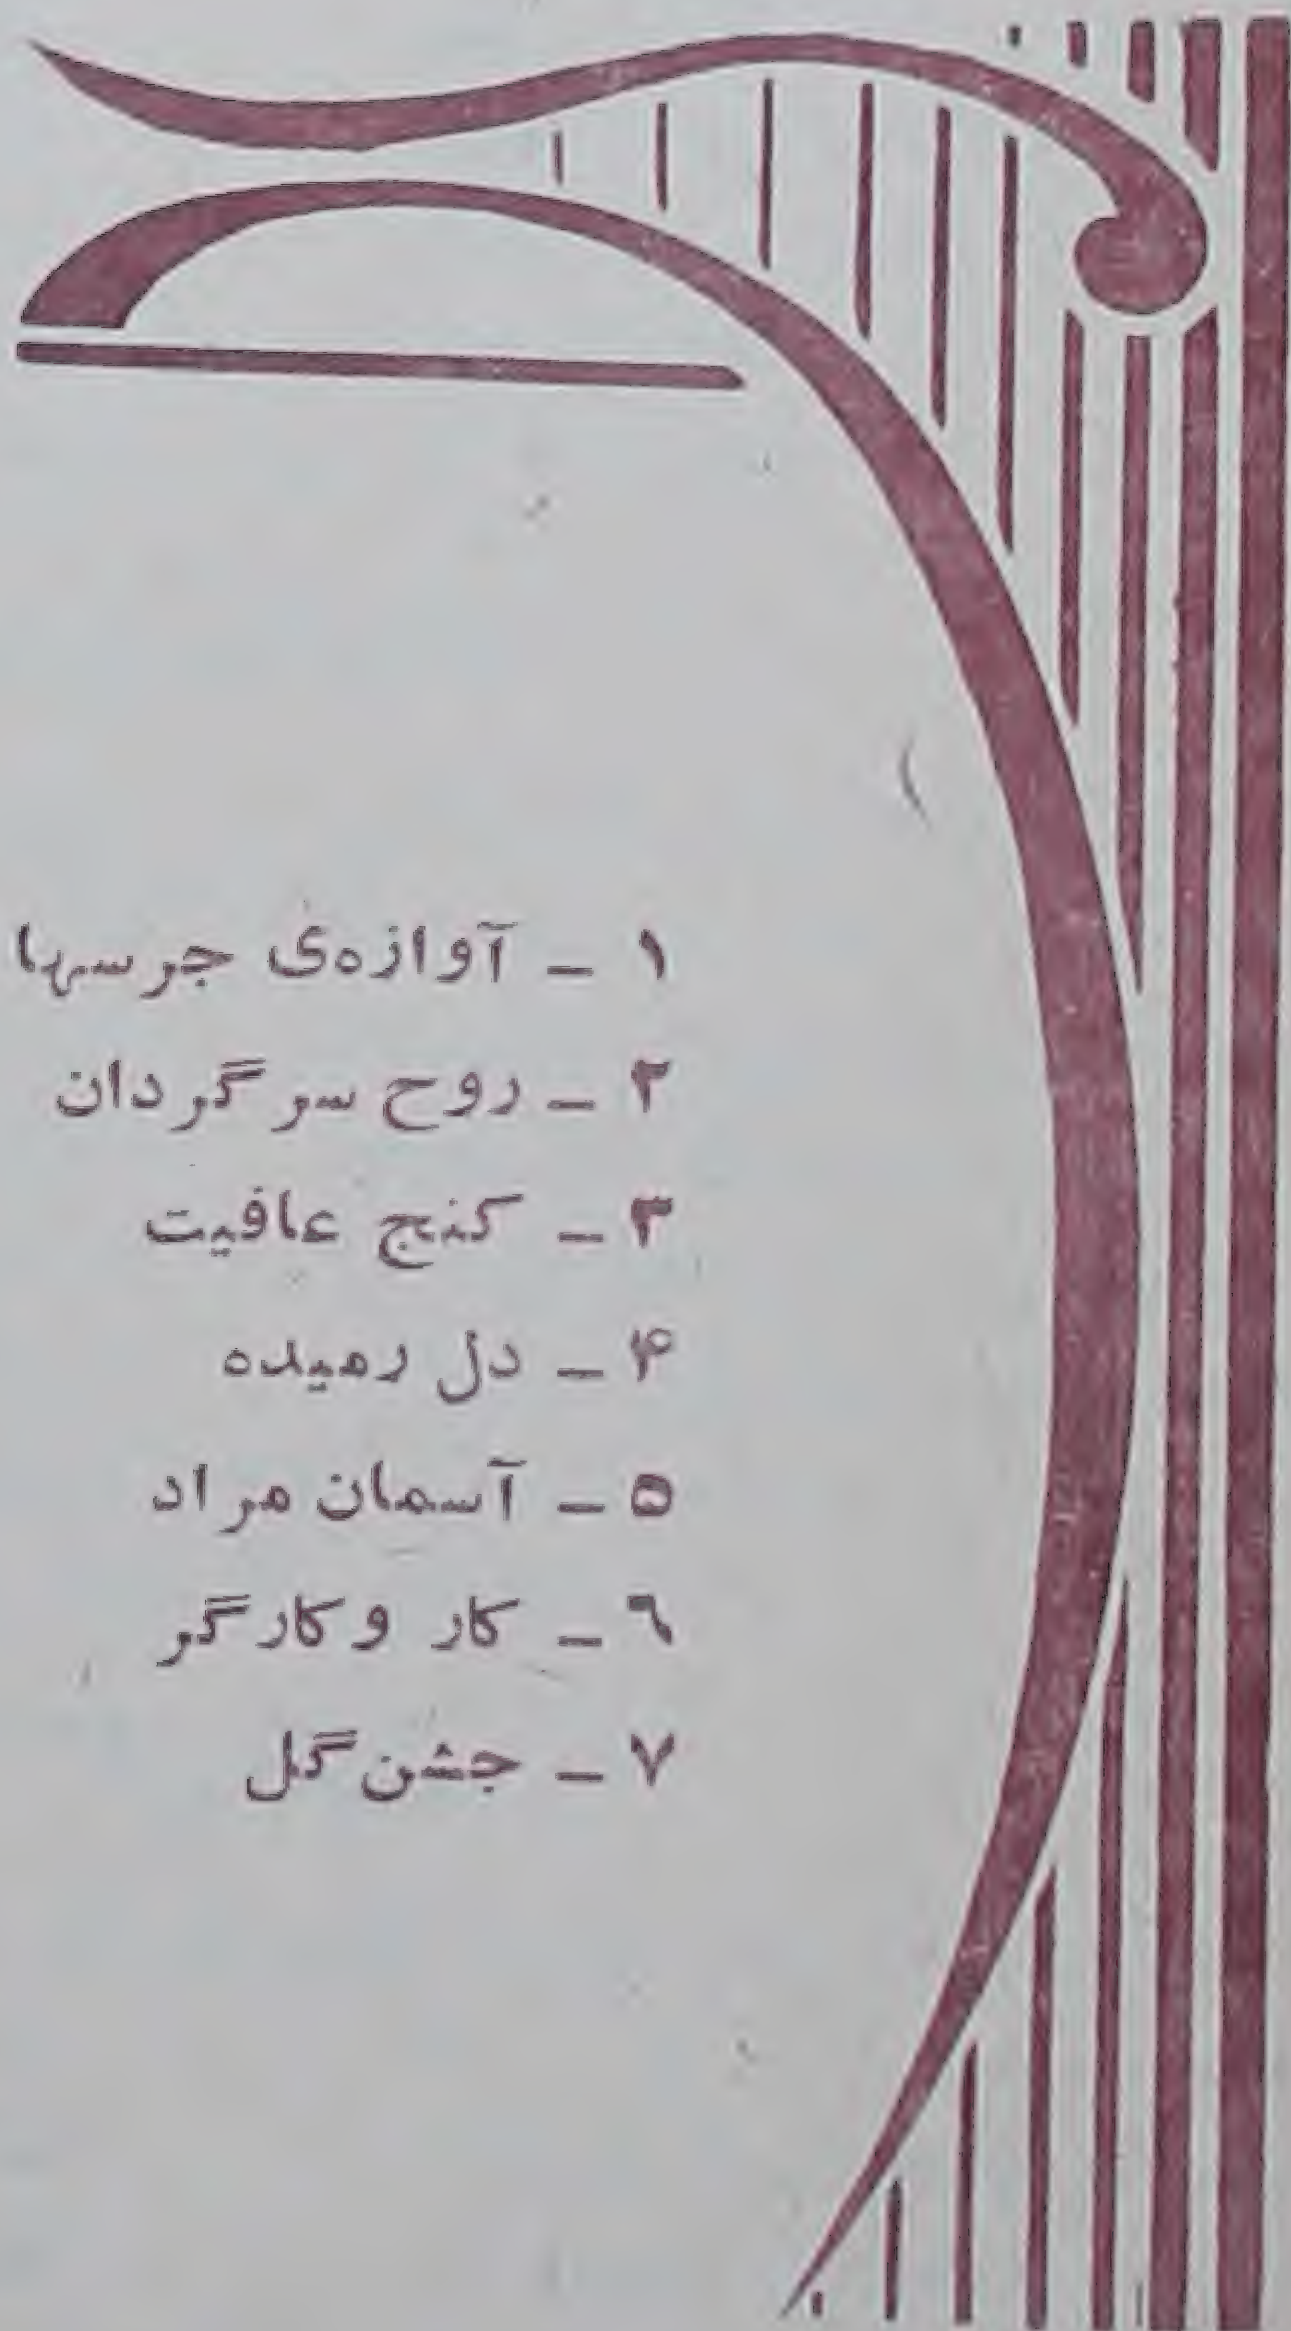 ۱ ـ آوازه‌ی جرسها
۲ ـ روح سرگردان
۳ ـ کنج عافیت
۴ ـ دل رمیده
۵ ـ آسمان مراد
۶ ـ کار و کارگر
۷ ـ جشن گل